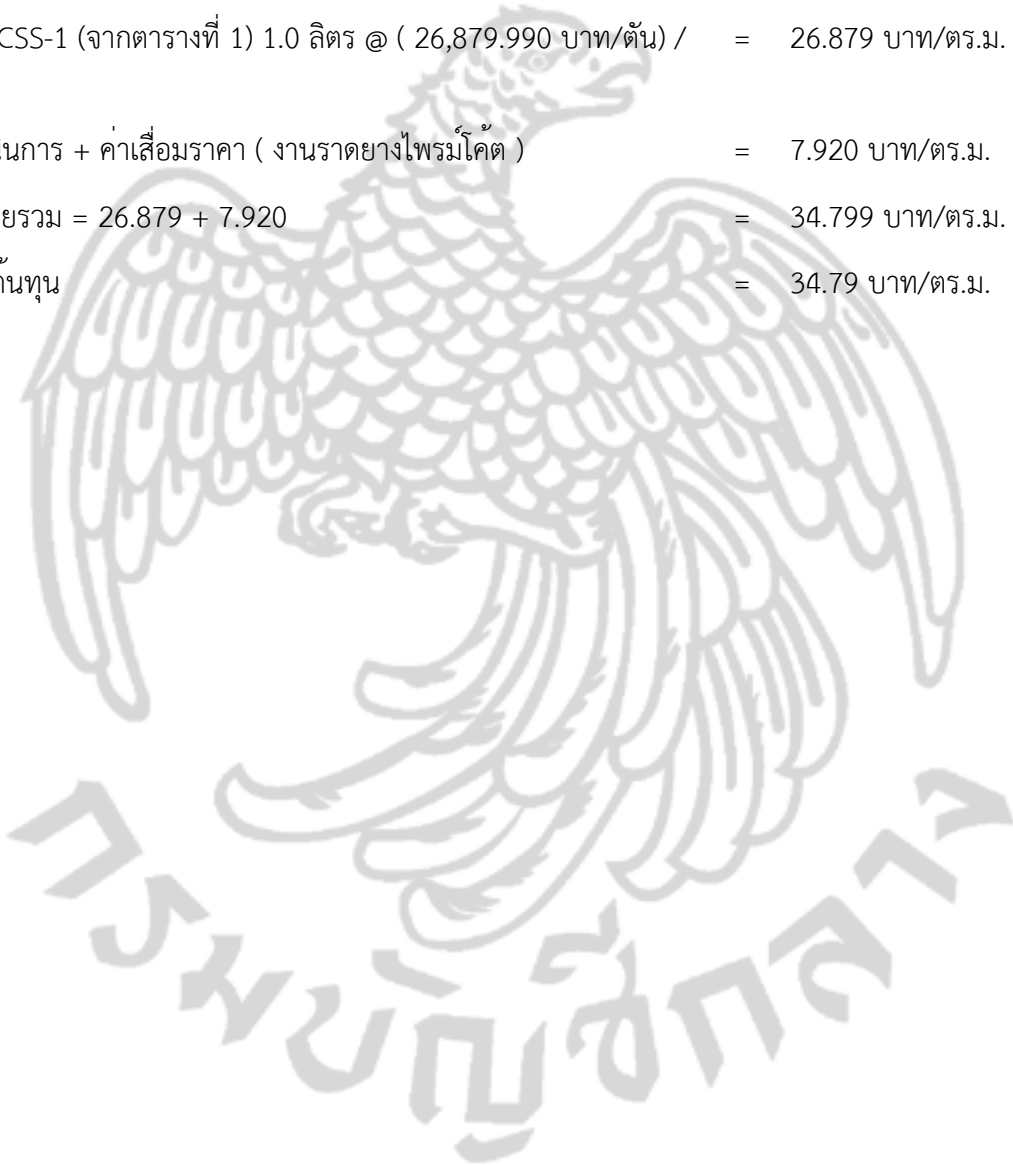 CSS-1 (จากตารางที่ 1) 1.0 ลิตร @ ( 26,879.990 บาท/ตัน) / = 26.879 บาท/ตร.ม.
นินการ + ค่าเสื่อมราคา ( งานราดยางไพรม์โค้ต ) = 7.920 บาท/ตร.ม.
ยรวม = 26.879 + 7.920 = 34.799 บาท/ตร.ม.
้นทุน = 34.79 บาท/ตร.ม.
กรมบัญชีกลาง